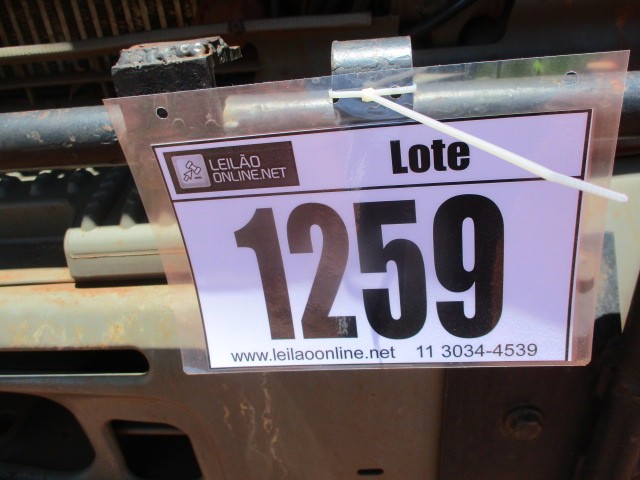 LEILÃO
ONLINE.NET
Lote
1259
www.leilaoonline.net 11 3034-4539